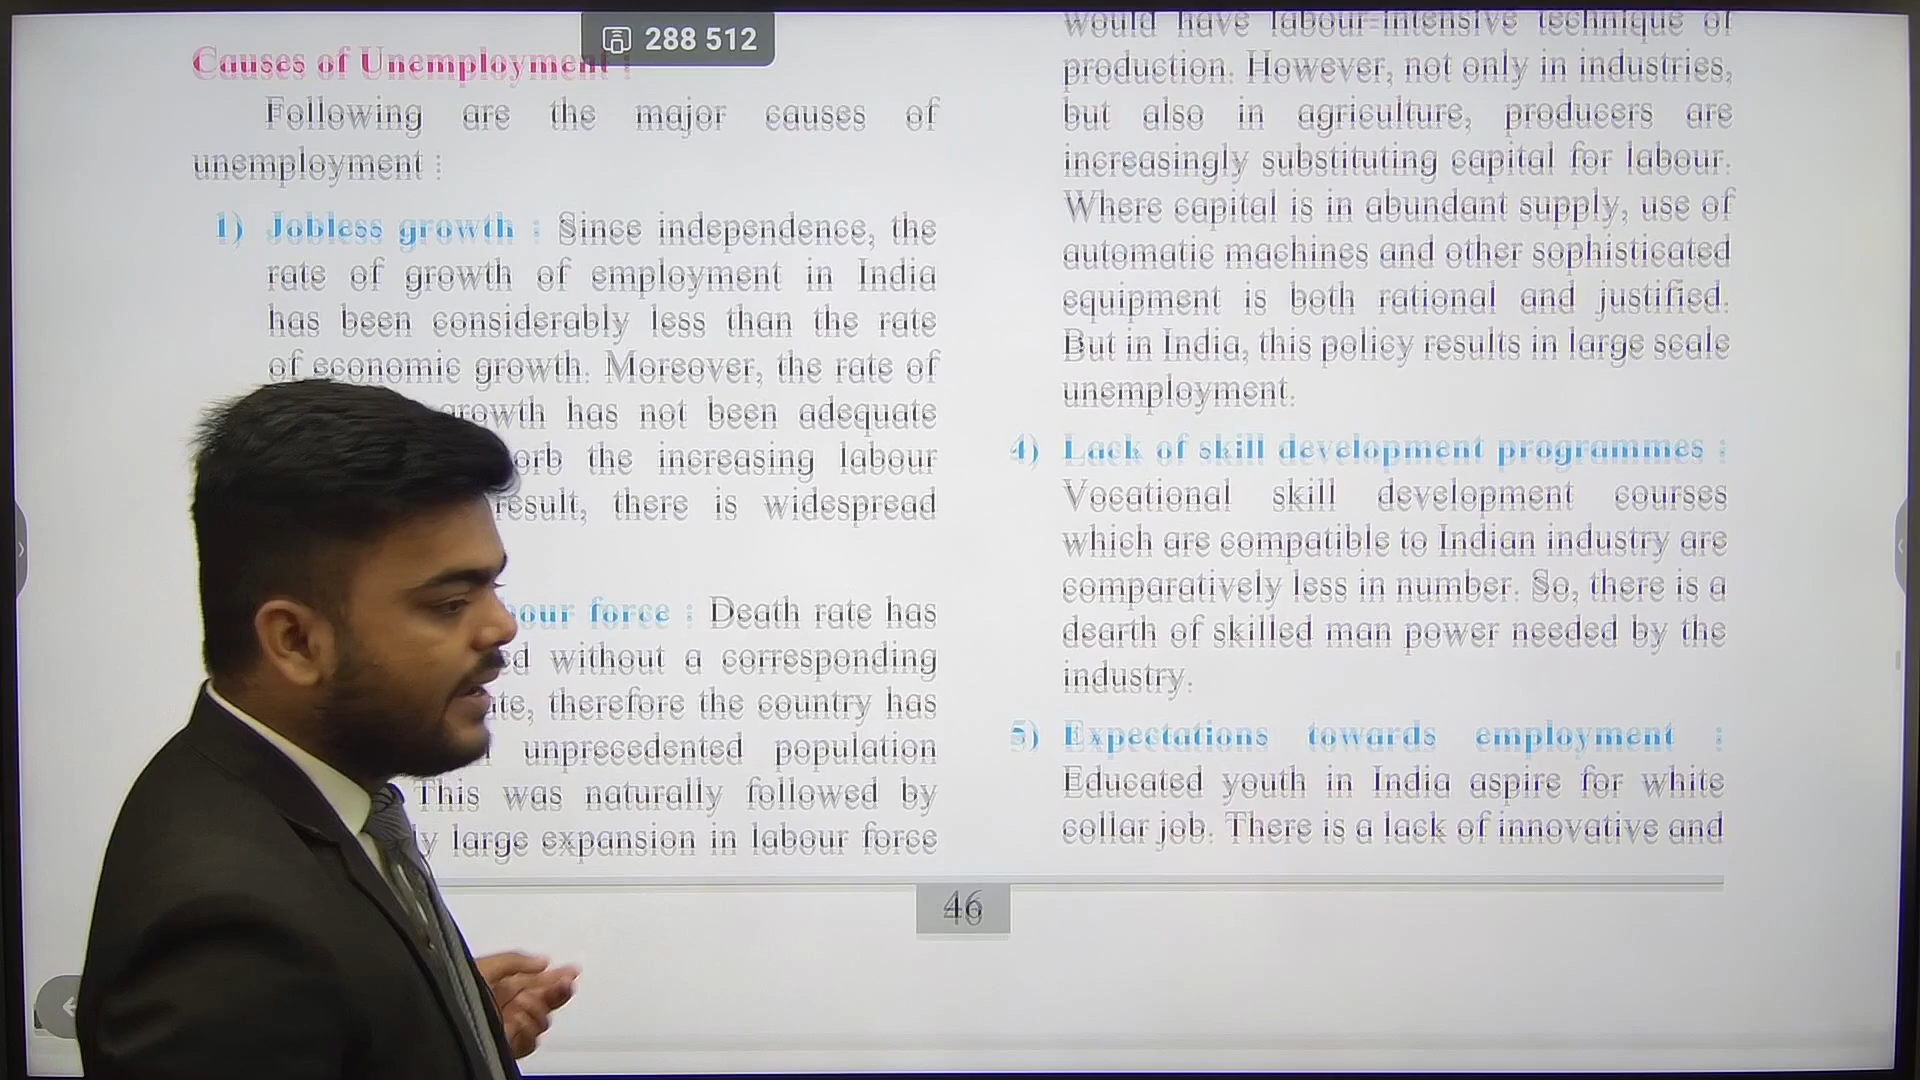 288 512
Causes of Unemployment :
Following are the major causes of
unemployment :
1) Jobless growth : Since independence, the
rate of growth of employment in India
has been considerably less than the rate
of economic growth. Moreover, the rate of
growth has not been adequate
orb the increasing labour
result, there is widespread
our force : Death rate has
ed without a corresponding
te, therefore the country has
unprecedented population
This was naturally followed by
ly large expansion in labour force
would have labour-intensive technique of
production. However, not only in industries,
but also in agriculture, producers are
increasingly substituting capital for labour.
Where capital is in abundant supply, use of
automatic machines and other sophisticated
equipment is both rational and justified.
But in India, this policy results in large scale
unemployment.
4) Lack of skill development programmes :
Vocational skill development courses
which are compatible to Indian industry are
comparatively less in number. So, there is a
dearth of skilled man power needed by the
industry.
5) Expectations towards employment :
Educated youth in India aspire for white
collar job. There is a lack of innovative and
46